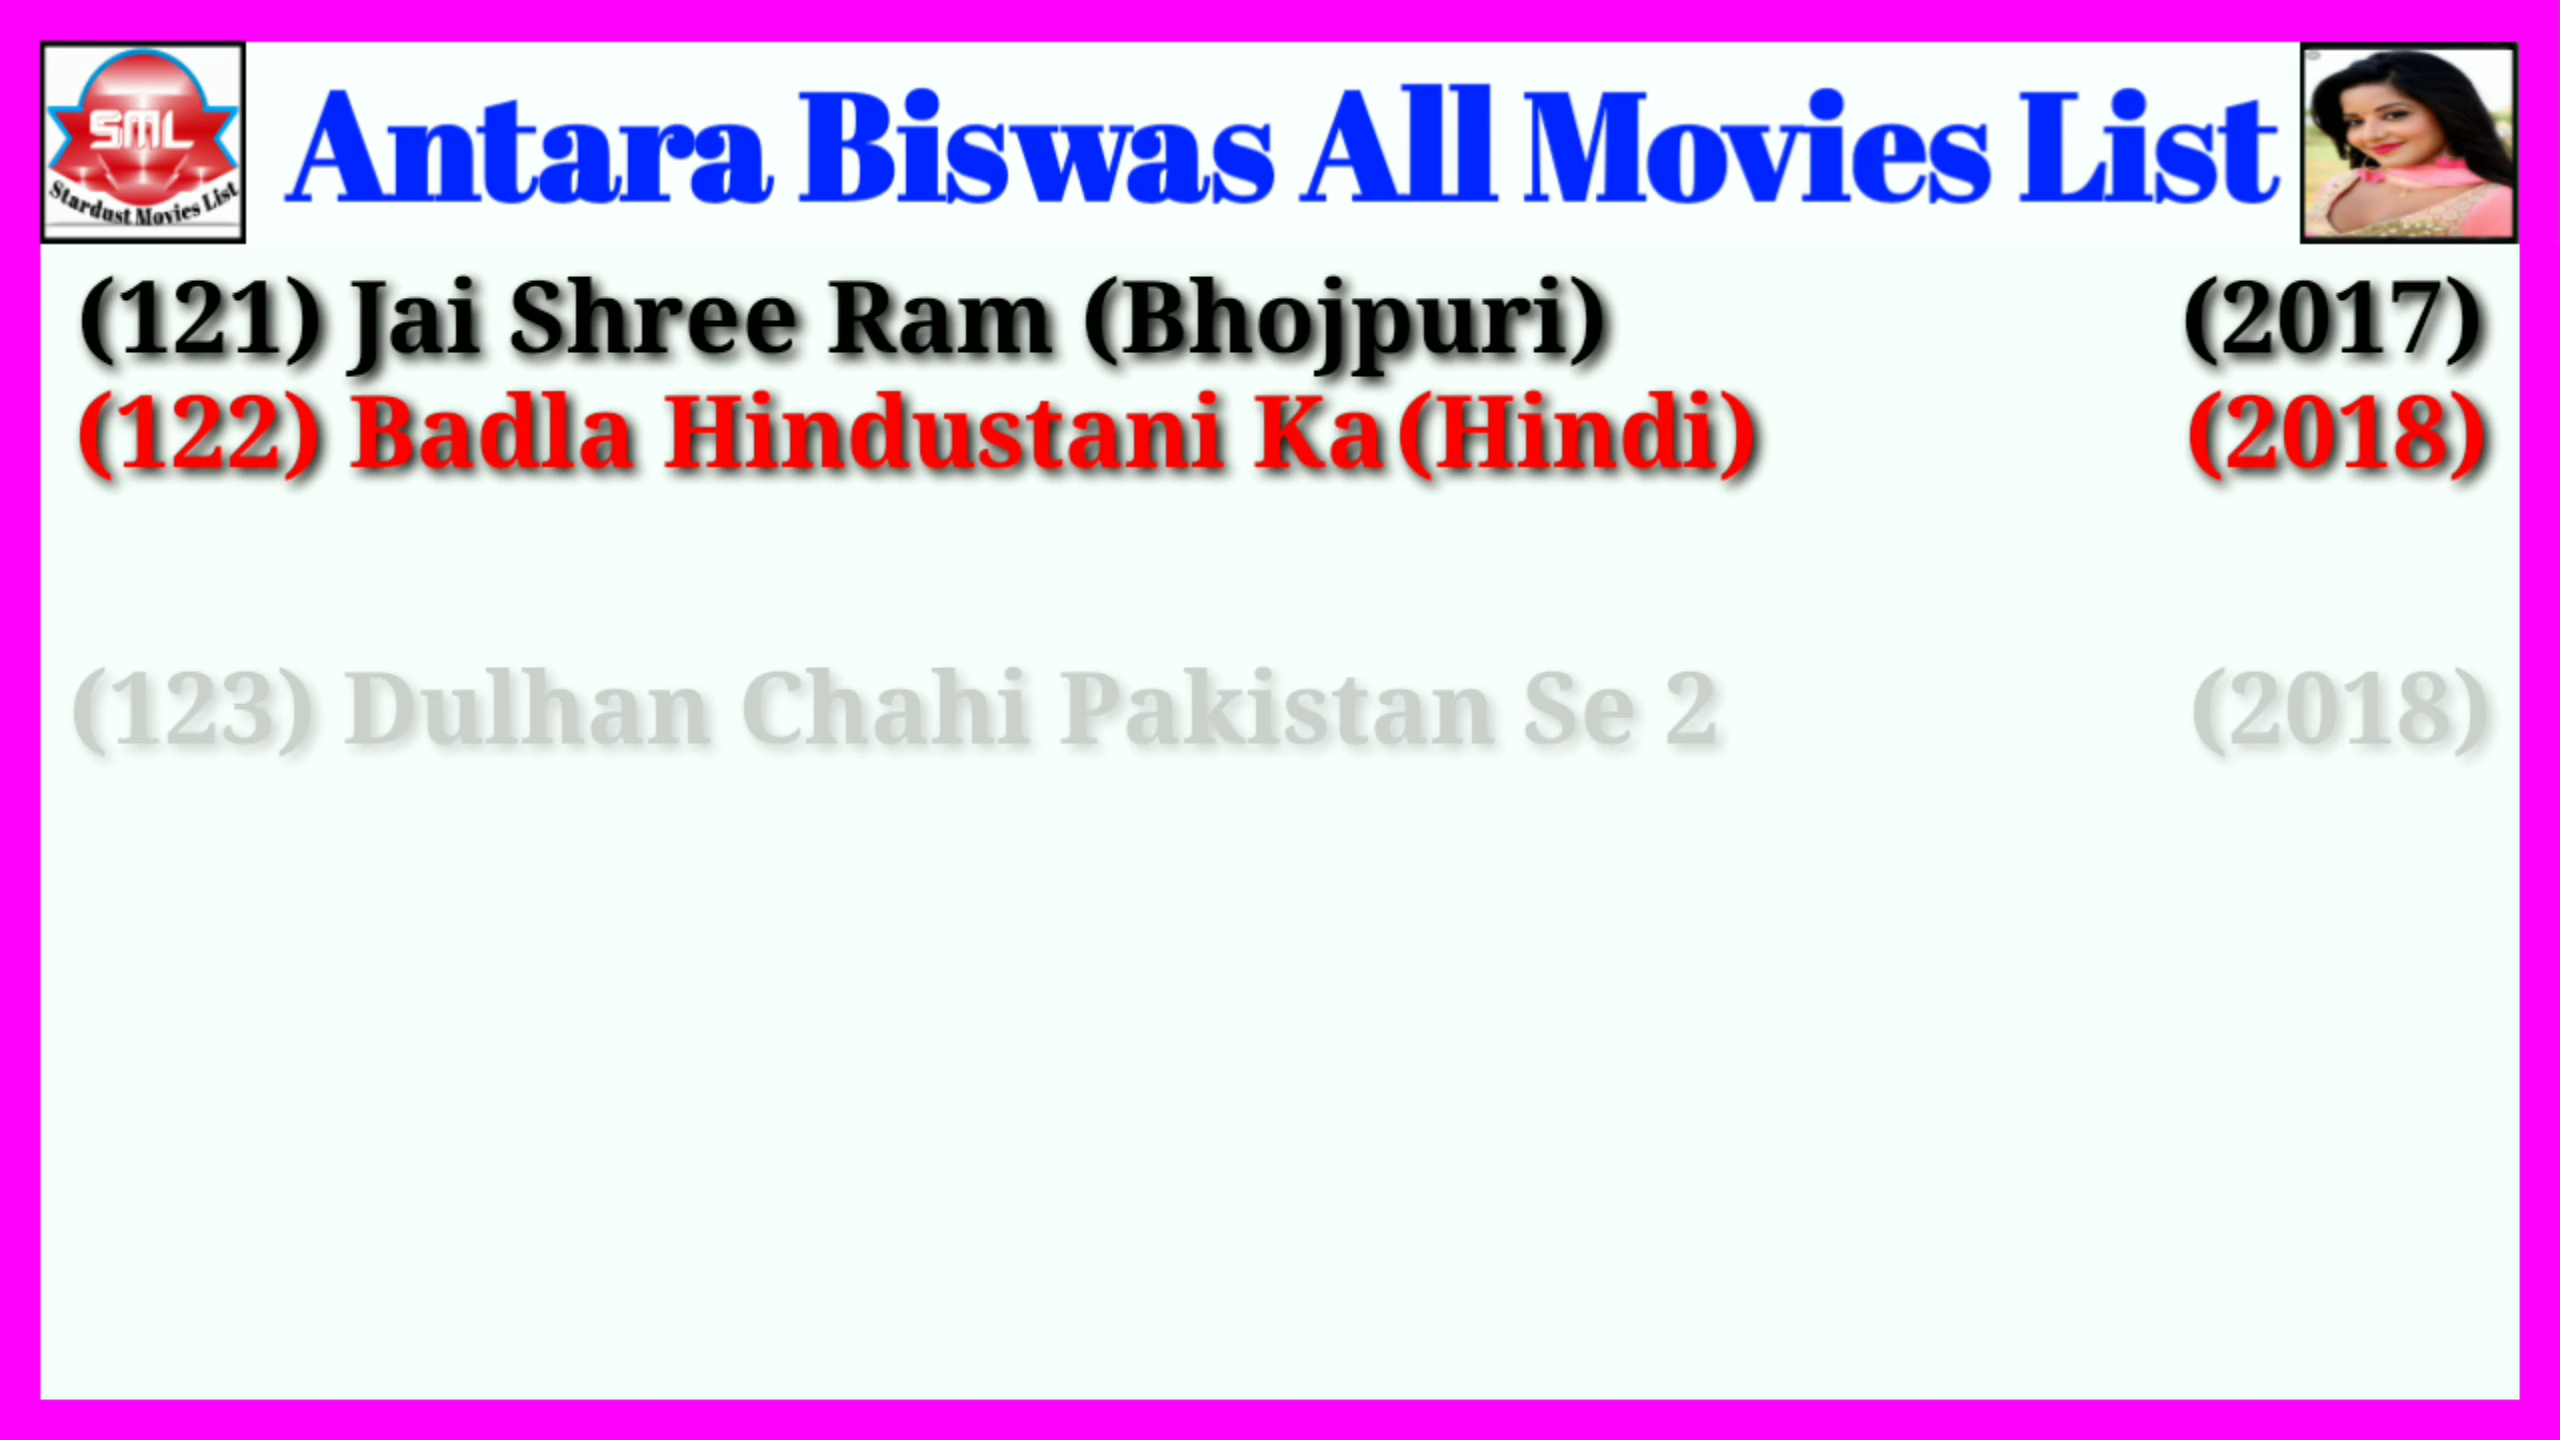 SML
Stardust Movies List
Antara Biswas All Movies List
(121) Jai Shree Ram (Bhojpuri) (2017)
(122) Badla Hindustani Ka(Hindi) (2018)
(123) Dulhan Chahi Pakistan Se 2 (2018)